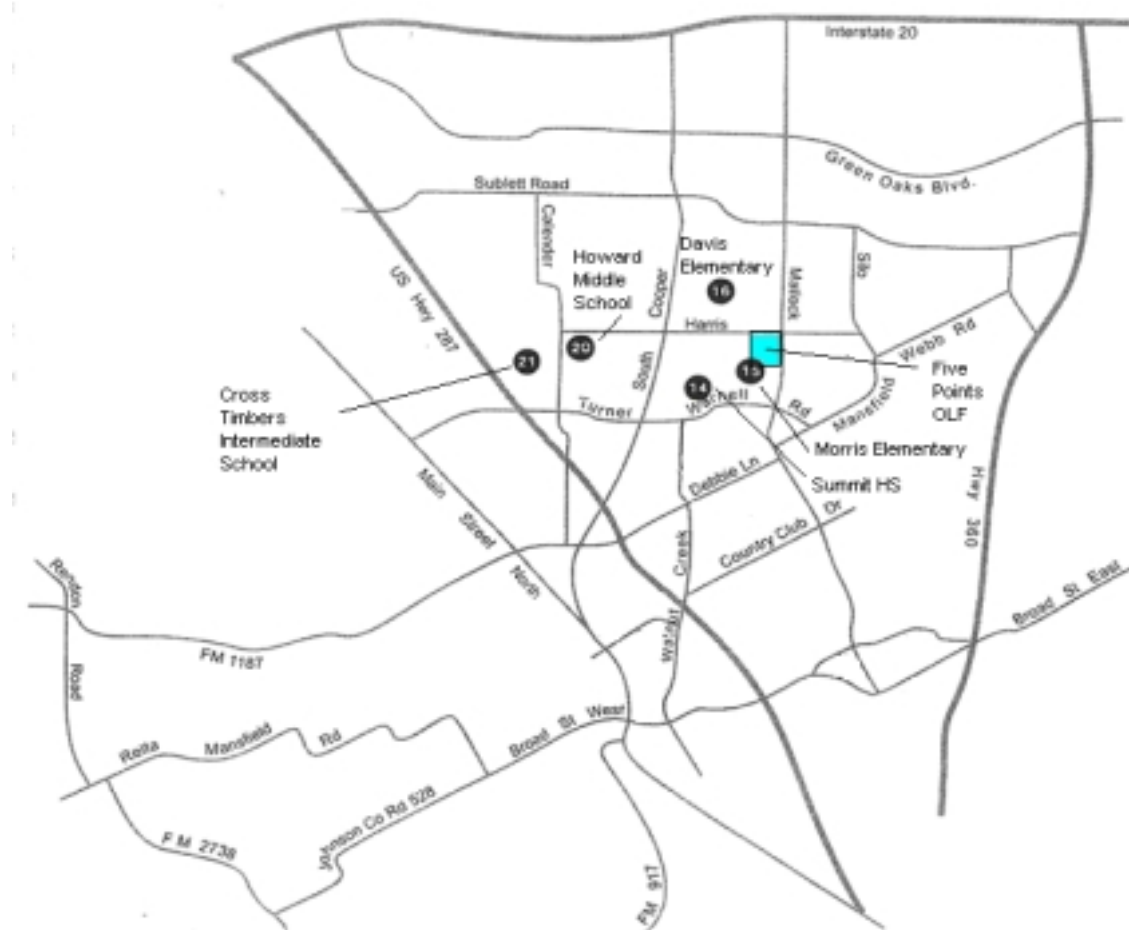 Interstate 20
Green Oaks Blvd.
Sublett Road
Calender
Howard
Middle
School
Davis
Elementary
16
Cooper
South
Matlock
Silo
US Hwy 287
Harris
20
21
15
14
Webb Rd
Mansfield
Five
Points
OLF
Cross
Timbers
Intermediate
School
Turner
Rd
Morris Elementary
Summit HS
Debbie Ln
Country Club Dr
Hwy 360
Main
Street
North
Creek
Walnut
Broad St East
Rendon
Road
FM 1187
Retta
Mansfield
Rd
Broad St West
Johnson Co Rd 528
FM 2738
FM 917